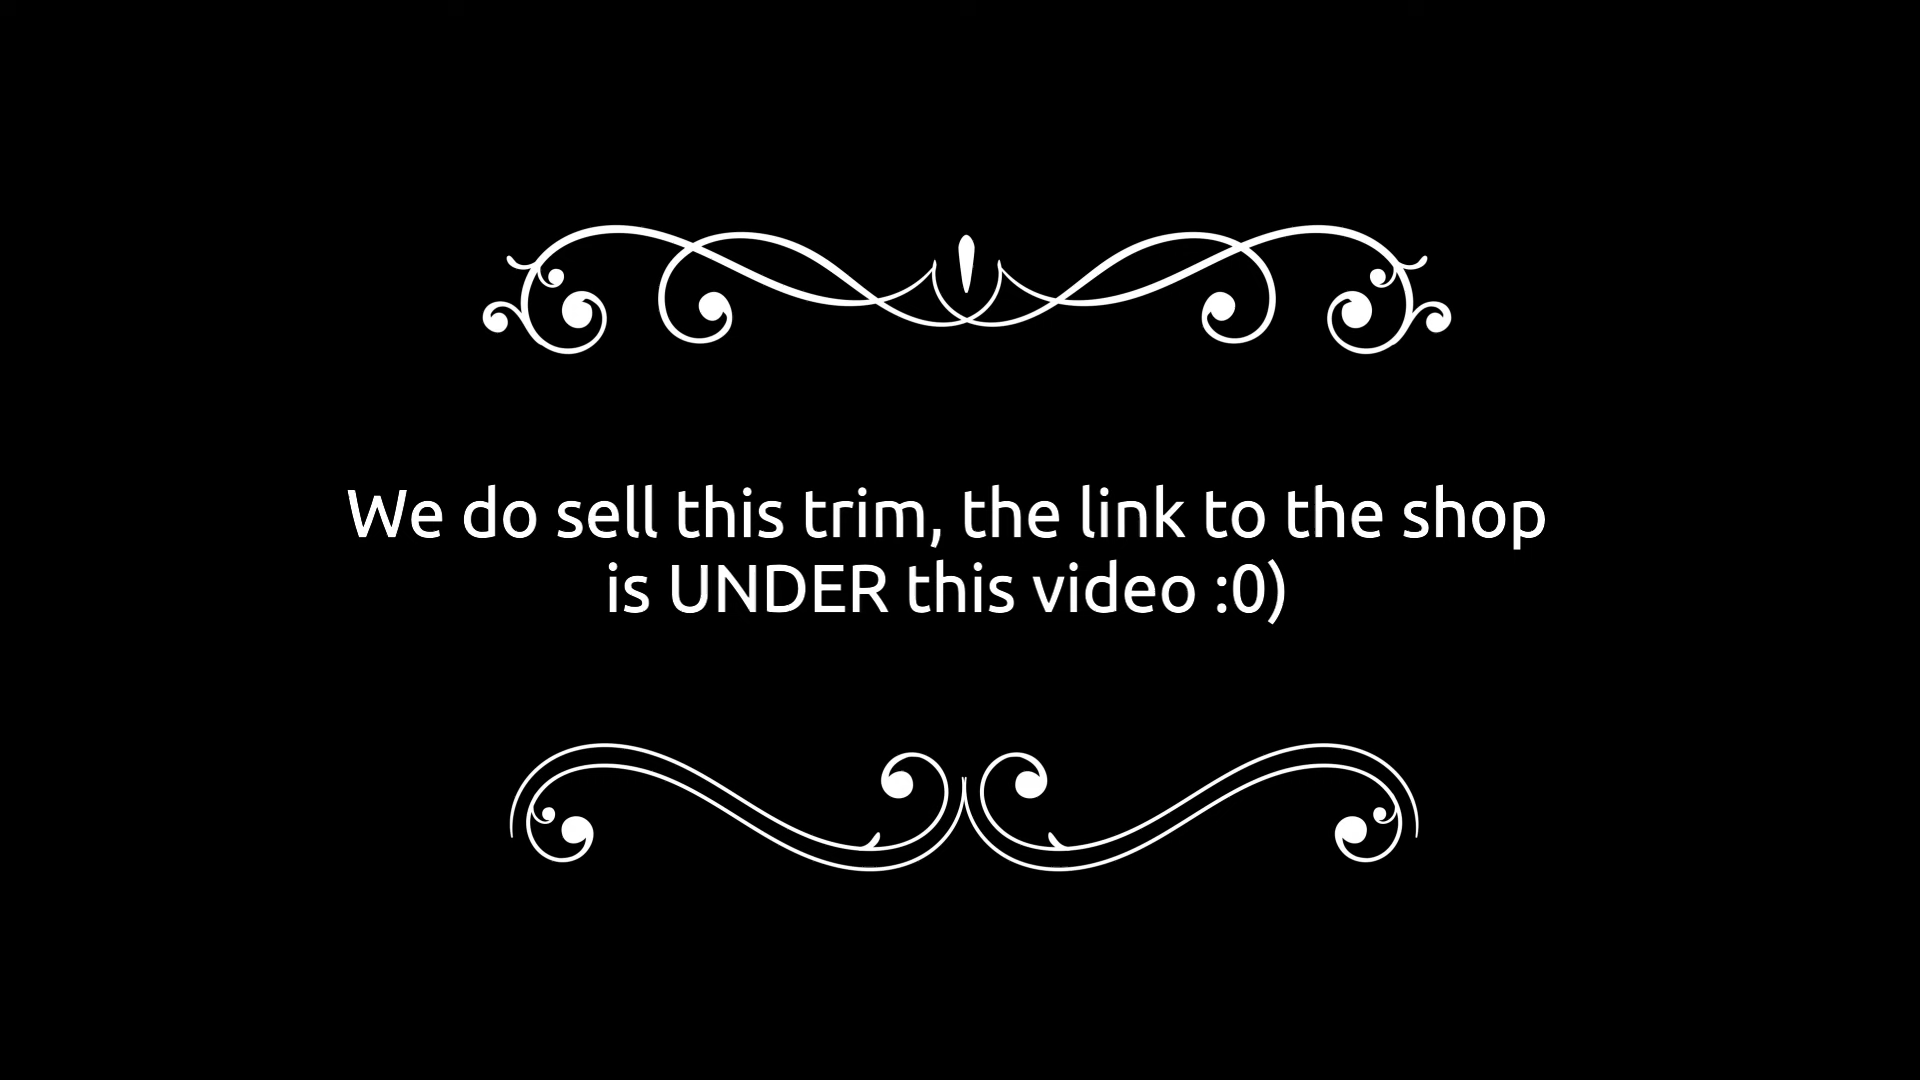 We do sell this trim, the link to the shop
is UNDER this video :0)